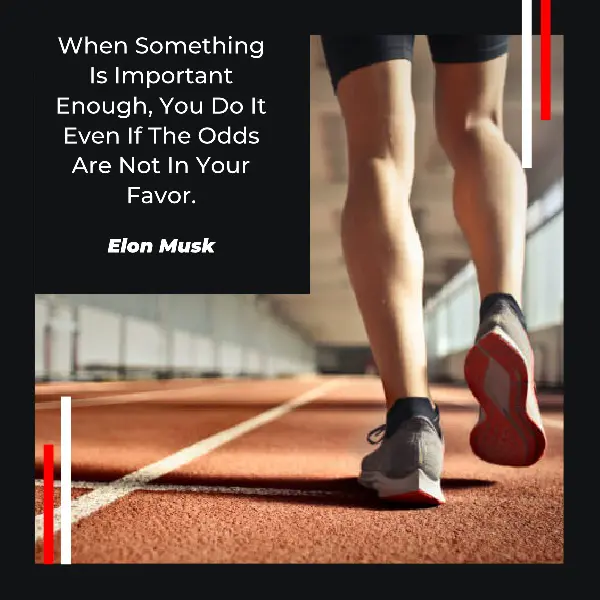 When Something
Is Important
Enough, You Do It
Even If The Odds
Are Not In Your
Favor.
Elon Musk